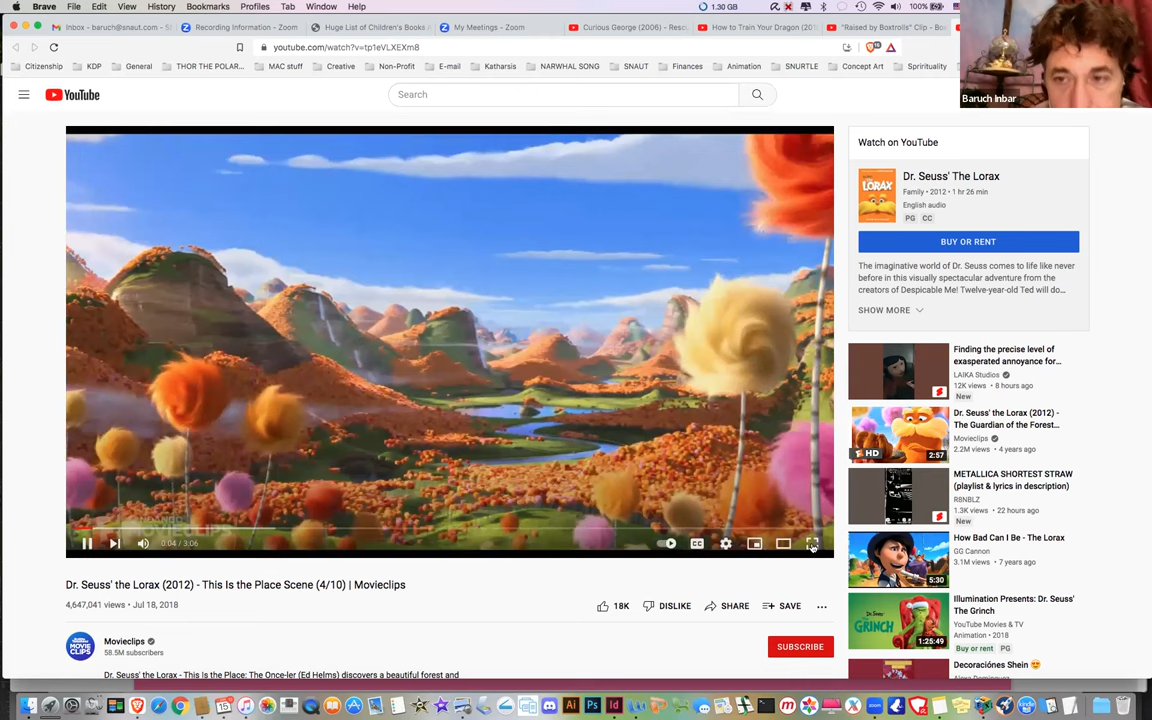 Brave File Edit View History Bookmarks Profiles Tab Window Help 1.30 GB 100%
Inbox - baruch@snaut.com - S Recording Information - Zoom Huge List of Children's Books A My Meetings - Zoom Curious George (2006) - Rescu How to Train Your Dragon (201 "Raised by Boxtrolls" Clip - Bo
youtube.com/watch?v=tp1eVLXEXm8
Citizenship KDP General THOR THE POLAR... MAC stuff Creative Non-Profit E-mail Katharsis NARWHAL SONG SNAUT Finances Animation SNURTLE Concept Art Sprirituality
Baruch Inbar
YouTube
Search
0:04 / 3:06
CC
Dr. Seuss' the Lorax (2012) - This Is the Place Scene (4/10) | Movieclips
4,647,041 views • Jul 18, 2018
18K DISLIKE SHARE SAVE ...
Movieclips
58.5M subscribers
SUBSCRIBE
Dr. Seuss' the Lorax - This Is the Place: The Once-ler (Ed Helms) discovers a beautiful forest and
Watch on YouTube
LORAX
Dr. Seuss' The Lorax
Family • 2012 • 1 hr 26 min
English audio
PG CC
BUY OR RENT
The imaginative world of Dr. Seuss comes to life like never
before in this visually spectacular adventure from the
creators of Despicable Me! Twelve-year-old Ted will do...
SHOW MORE
Finding the precise level of
exasperated annoyance for...
LAIKA Studios
12K views • 8 hours ago
New
Dr. Seuss' the Lorax (2012) -
The Guardian of the Forest...
Movieclips
2.2M views • 4 years ago
HD
2:57
METALLICA SHORTEST STRAW
(playlist & lyrics in description)
R8NBLZ
1.3K views • 22 hours ago
New
How Bad Can I Be - The Lorax
GG Cannon
3.1M views • 7 years ago
5:30
Illumination Presents: Dr. Seuss'
The Grinch
YouTube Movies & TV
Animation • 2018
Buy or rent PG
GRINCH
1:25:49
Decoraciónes Shein
15 Ai Ps Id